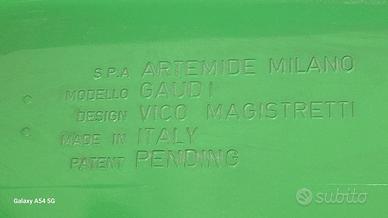 S.P.A ARTEMIDE MILANO
MODELLO GAUDI
DESIGN VICO MAGISTRETTI
MADE IN ITALY
PATENT PENDING
Galaxy A54 5G
subito